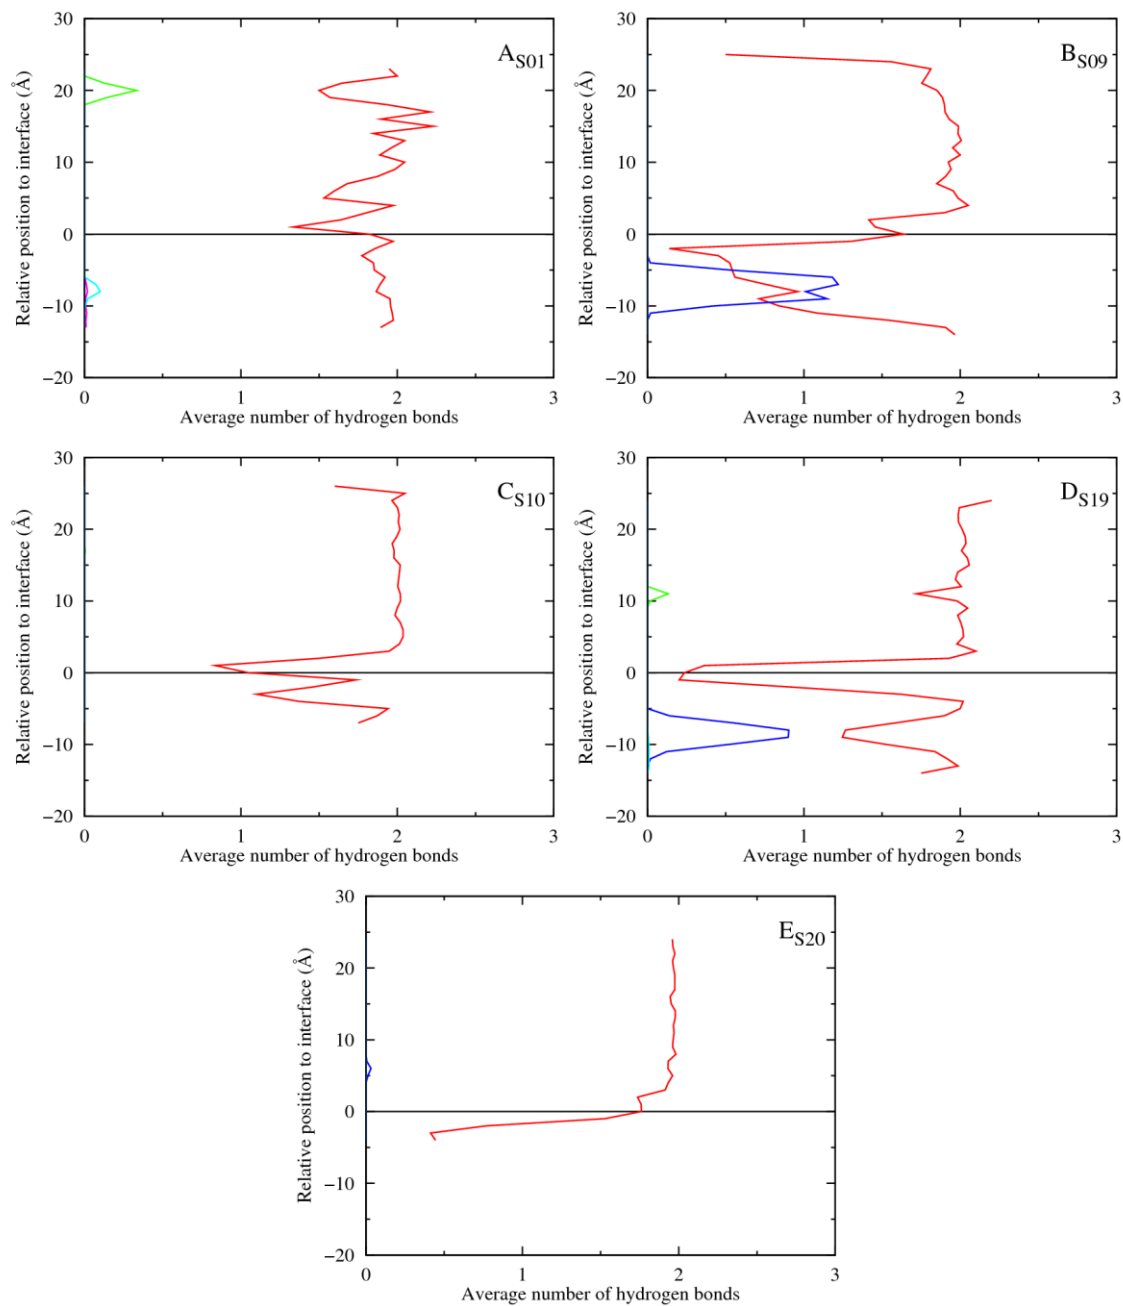 30
20
10
0
−10
−20
Relative position to interface (Å)
A_S01
0 1 2 3
Average number of hydrogen bonds
30
20
10
0
−10
−20
Relative position to interface (Å)
B_S09
0 1 2 3
Average number of hydrogen bonds
30
20
10
0
−10
−20
Relative position to interface (Å)
C_S10
0 1 2 3
Average number of hydrogen bonds
30
20
10
0
−10
−20
Relative position to interface (Å)
D_S19
0 1 2 3
Average number of hydrogen bonds
30
20
10
0
−10
−20
Relative position to interface (Å)
E_S20
0 1 2 3
Average number of hydrogen bonds